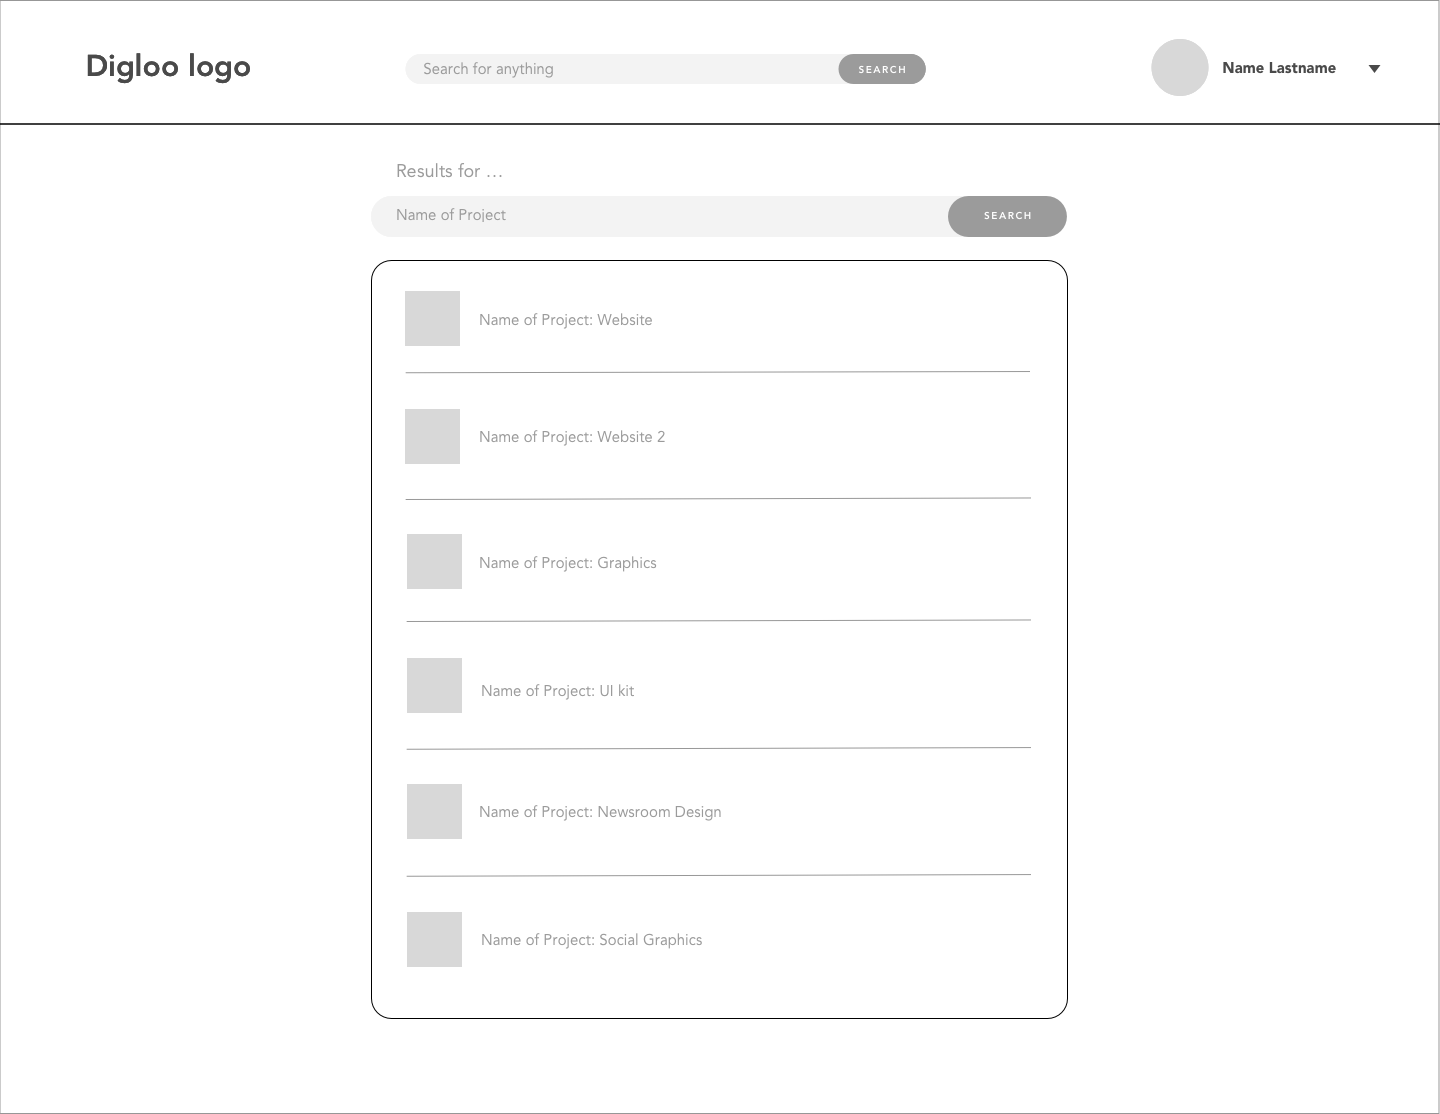 Digloo logo
Search for anything
SEARCH
Name Lastname
Results for ...
Name of Project
SEARCH
Name of Project: Website
Name of Project: Website 2
Name of Project: Graphics
Name of Project: UI kit
Name of Project: Newsroom Design
Name of Project: Social Graphics